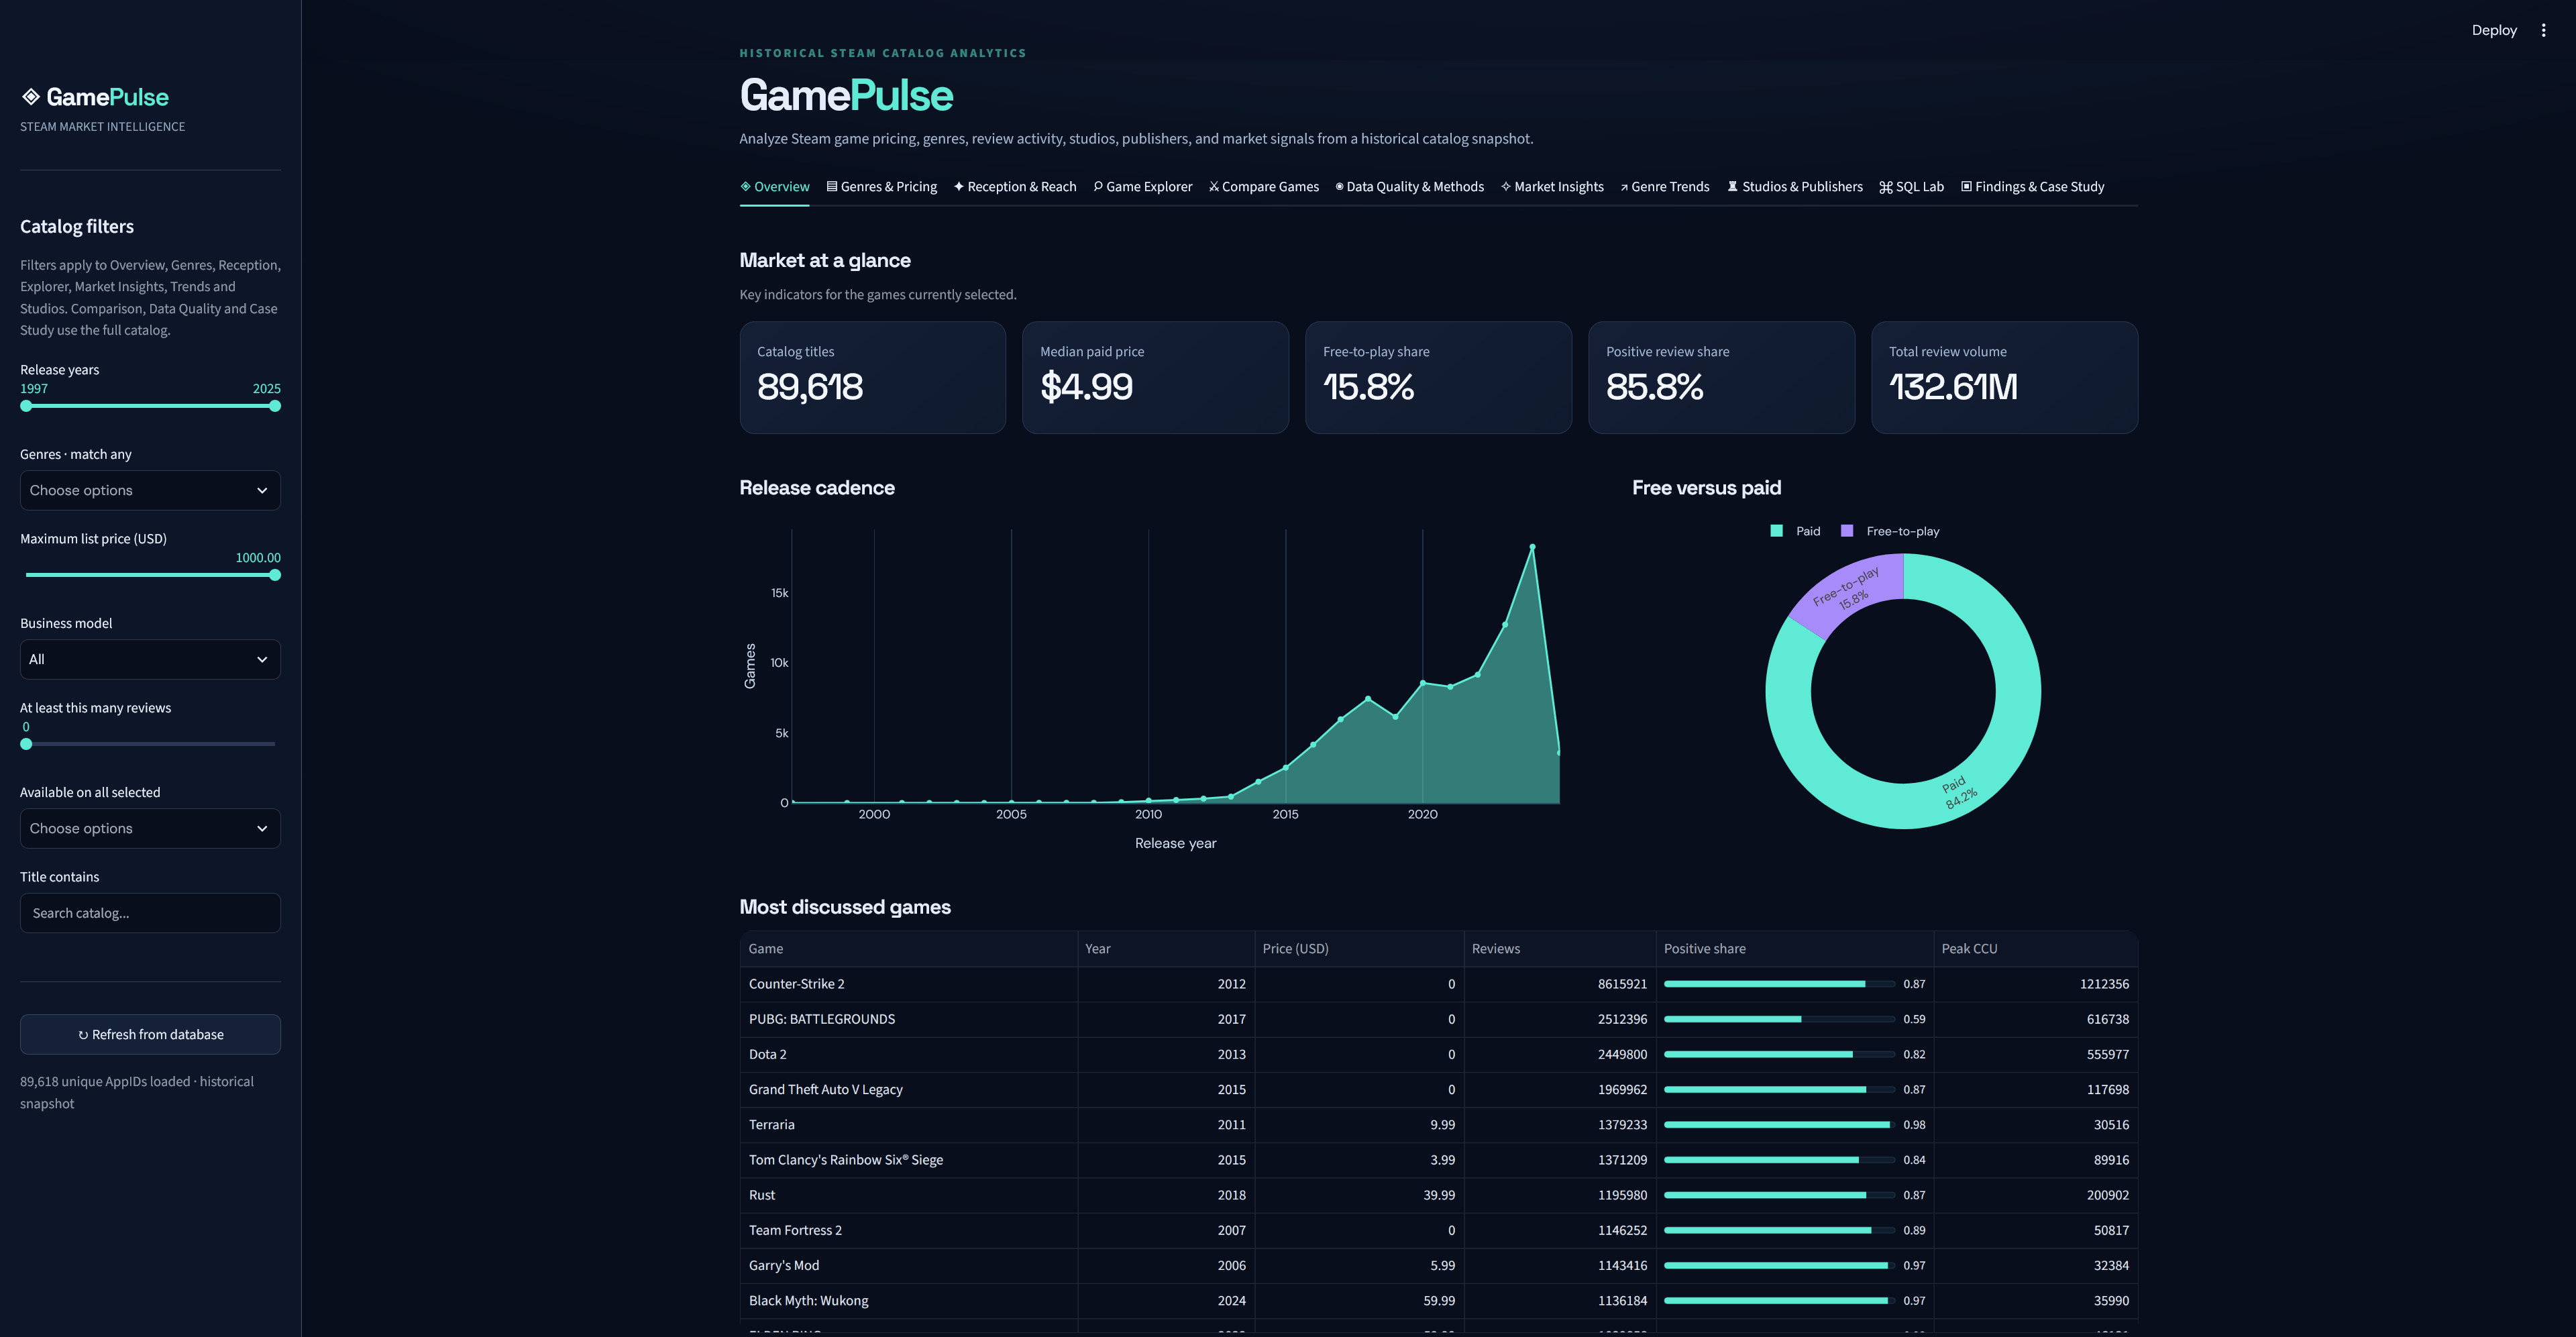 Deploy
GamePulse
STEAM MARKET INTELLIGENCE
Catalog filters
Filters apply to Overview, Genres, Reception,
Explorer, Market Insights, Trends and
Studios. Comparison, Data Quality and Case
Study use the full catalog.
Release years
1997 2025
Genres · match any
Choose options
Maximum list price (USD)
1000.00
Business model
All
At least this many reviews
0
Available on all selected
Choose options
Title contains
Search catalog...
↻ Refresh from database
89,618 unique AppIDs loaded · historical
snapshot
HISTORICAL STEAM CATALOG ANALYTICS
GamePulse
Analyze Steam game pricing, genres, review activity, studios, publishers, and market signals from a historical catalog snapshot.
Overview Genres & Pricing Reception & Reach Game Explorer Compare Games Data Quality & Methods Market Insights Genre Trends Studios & Publishers SQL Lab Findings & Case Study
Market at a glance
Key indicators for the games currently selected.
Catalog titles
89,618
Median paid price
$4.99
Free-to-play share
15.8%
Positive review share
85.8%
Total review volume
132.61M
Release cadence
Games
15k
10k
5k
0
2000 2005 2010 2015 2020
Release year
Free versus paid
Paid Free-to-play
Free-to-play
15.8%
Paid
84.2%
Most discussed games
Game Year Price (USD) Reviews Positive share Peak CCU
Counter-Strike 2 2012 0 8615921 0.87 1212356
PUBG: BATTLEGROUNDS 2017 0 2512396 0.59 616738
Dota 2 2013 0 2449800 0.82 555977
Grand Theft Auto V Legacy 2015 0 1969962 0.87 117698
Terraria 2011 9.99 1379233 0.98 30516
Tom Clancy's Rainbow Six® Siege 2015 3.99 1371209 0.84 89916
Rust 2018 39.99 1195980 0.87 200902
Team Fortress 2 2007 0 1146252 0.89 50817
Garry's Mod 2006 5.99 1143416 0.97 32384
Black Myth: Wukong 2024 59.99 1136184 0.97 35990